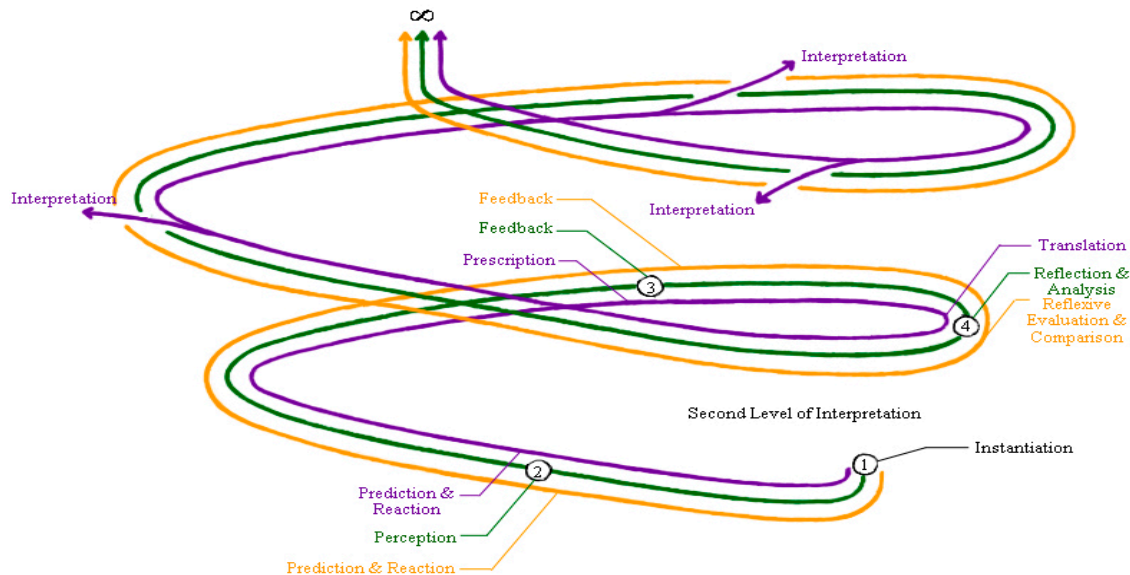 ∞
Interpretation
Interpretation
Interpretation
Feedback
Feedback
Prescription
3
Translation
Reflection &
Analysis
Reflexive
Evaluation &
Comparison
4
Second Level of Interpretation
Instantiation
1
2
Prediction &
Reaction
Perception
Prediction & Reaction